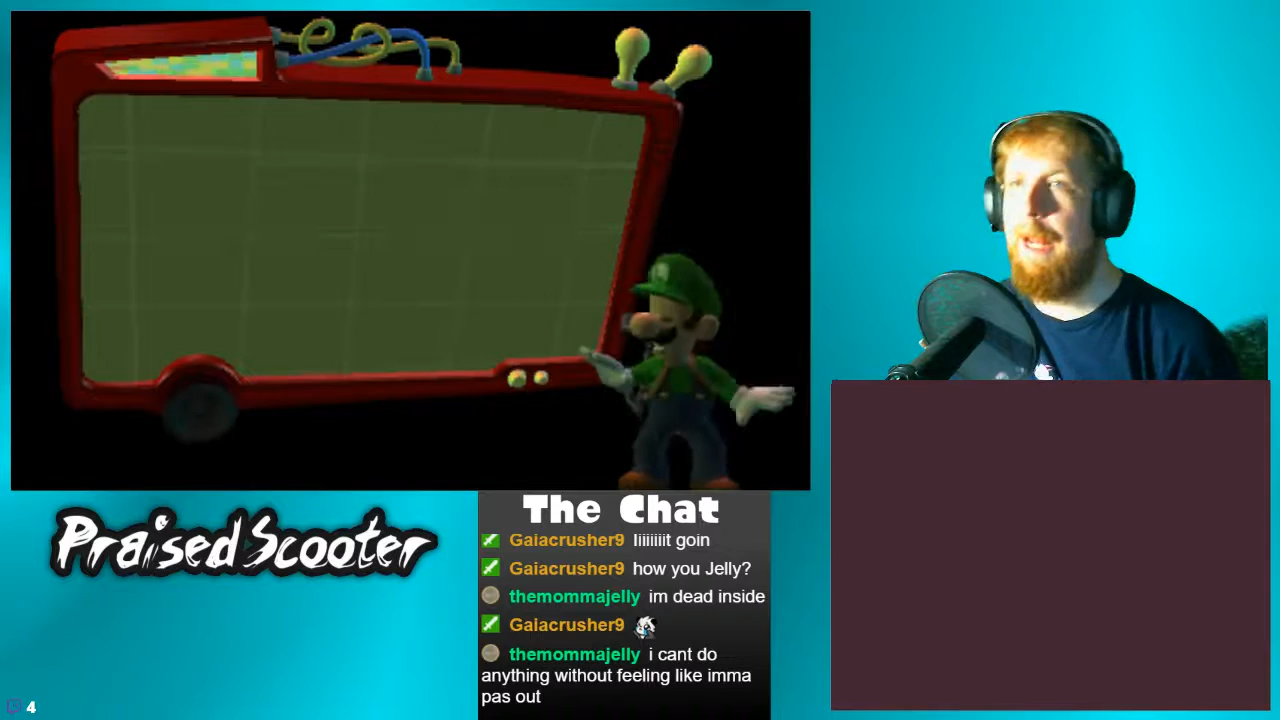 PraisedScooter
The Chat
Gaiacrusher9 liiiiiiit goin
Gaiacrusher9 how you Jelly?
themommajelly im dead inside
Gaiacrusher9
themommajelly i cant do
anything without feeling like imma
pas out
4